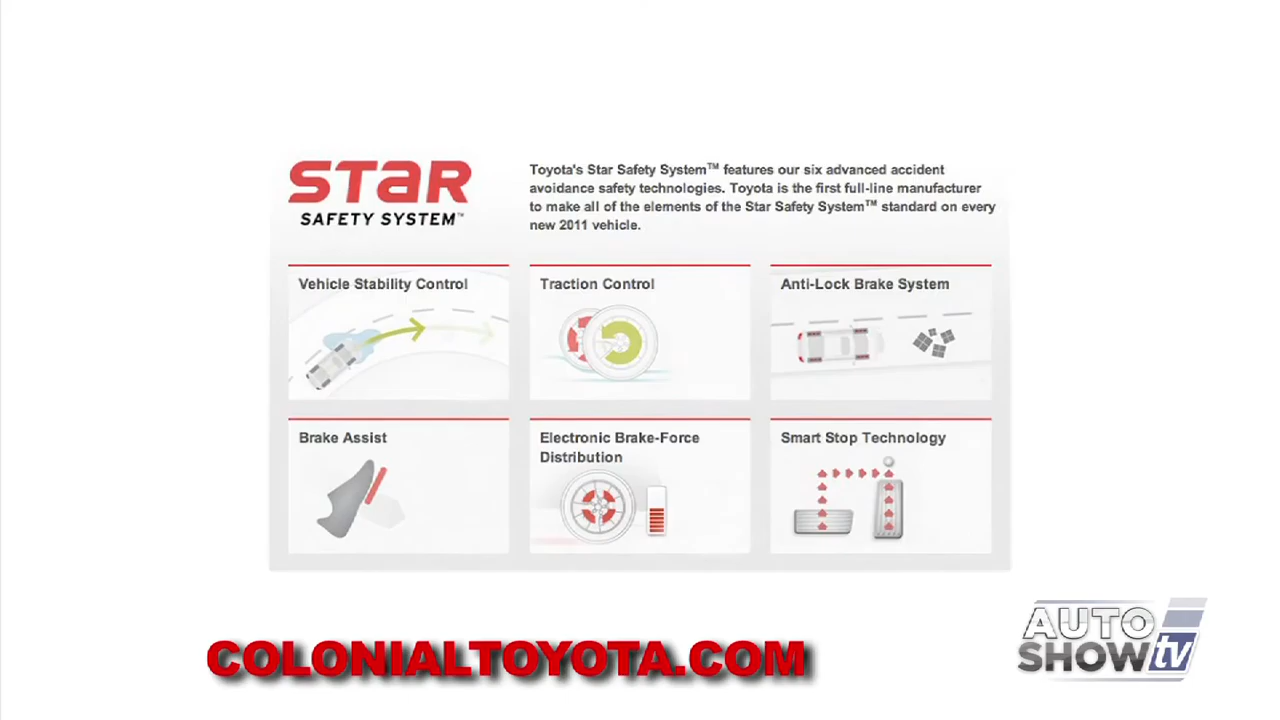 STAR
SAFETY SYSTEM™
Toyota's Star Safety System™ features our six advanced accident
avoidance safety technologies. Toyota is the first full-line manufacturer
to make all of the elements of the Star Safety System™ standard on every
new 2011 vehicle.
Vehicle Stability Control
Traction Control
Anti-Lock Brake System
Brake Assist
Electronic Brake-Force
Distribution
Smart Stop Technology
COLONIALTOYOTA.COM
AUTO
SHOW tv